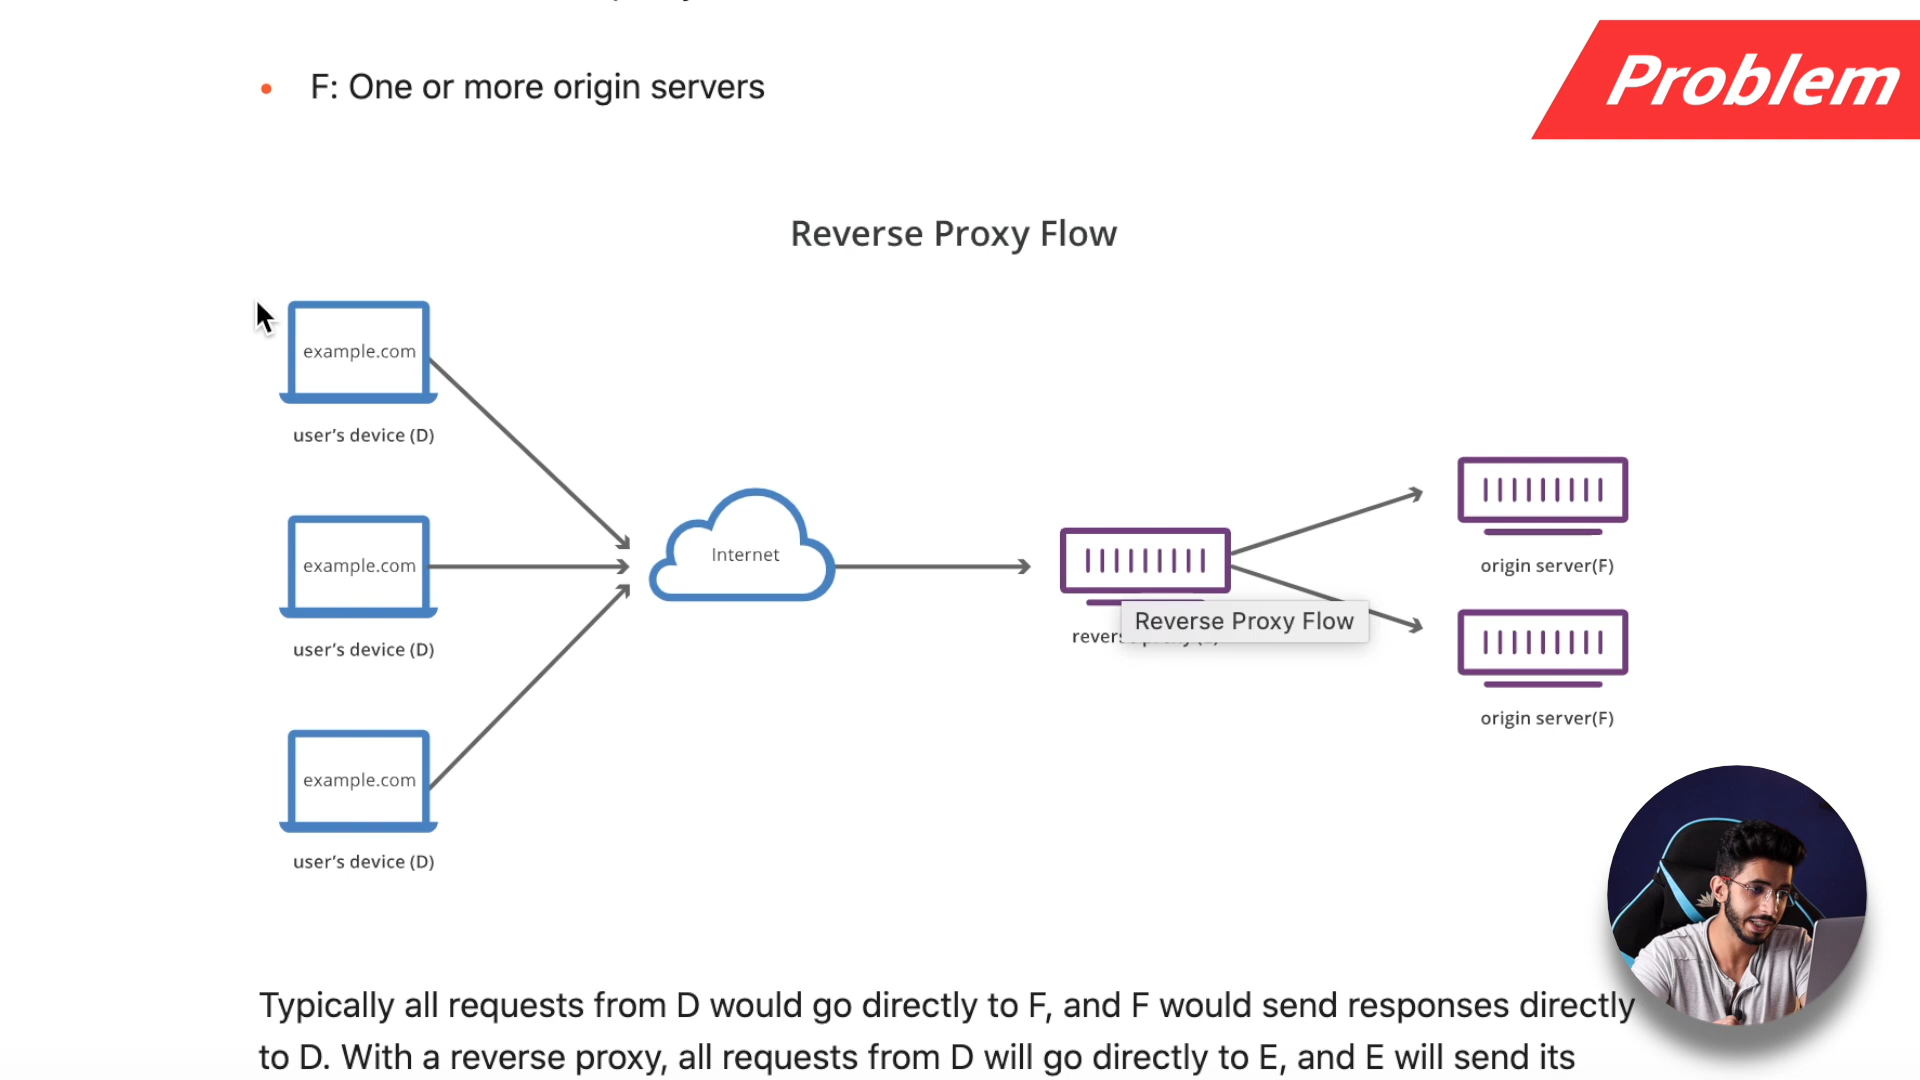 F: One or more origin servers
Problem
Reverse Proxy Flow
example.com
user's device (D)
example.com
user's device (D)
example.com
user's device (D)
Internet
Reverse Proxy Flow
origin server(F)
origin server(F)
Typically all requests from D would go directly to F, and F would send responses directly
to D. With a reverse proxy, all requests from D will go directly to E, and E will send its